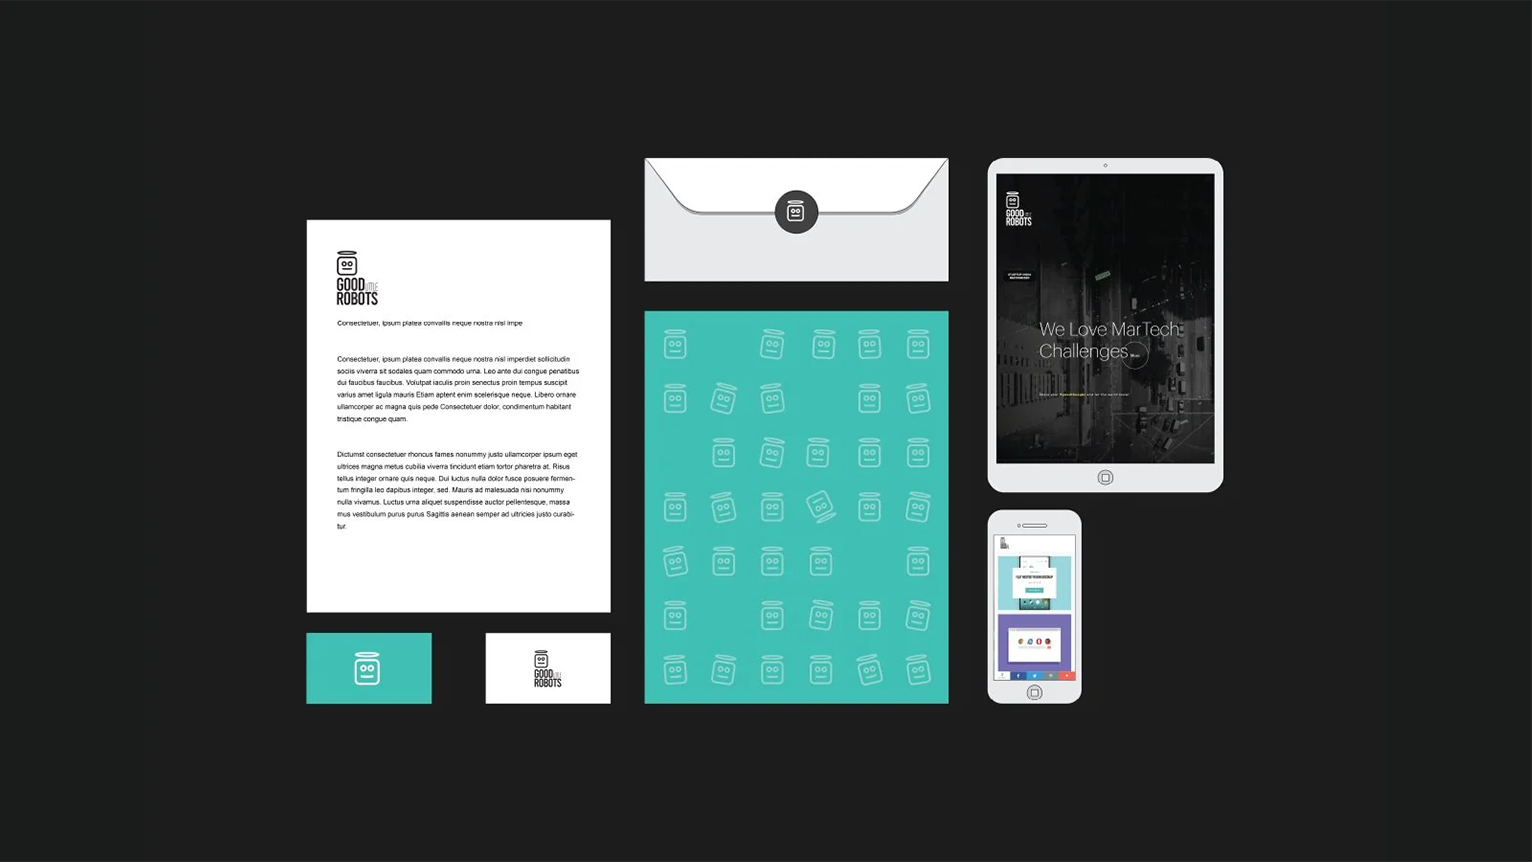 GOOD LITTLE
ROBOTS
Consectetuer, ipsum platea convallis neque nostra nisl impe
Consectetuer, ipsum platea convallis neque nostra nisl imperdiet sollicitudin
sociis viverra sit sodales quam commodo urna. Leo ante dui congue penatibus
dui faucibus faucibus. Volutpat iaculis proin senectus proin tempus suscipit
varius amet ligula mauris Etiam aptent enim scelerisque neque. Libero ornare
ullamcorper ac magna quis pede Consectetuer dolor, condimentum habitant
tristique congue quam.
Dictumst consectetuer rhoncus fames nonummy justo ullamcorper ipsum eget
ultrices magna metus cubilia viverra tincidunt etiam tortor pharetra at. Risus
tellus integer ornare quis neque. Dui luctus nulla dolor fusce posuere fermen-
tum fringilla leo dapibus integer, sed. Mauris ad malesuada nisi nonummy
nulla vivamus. Luctus urna aliquet suspendisse auctor pellentesque, massa
mus vestibulum purus purus Sagittis aenean semper ad ultricies justo curabi-
tur.
GOOD LITTLE
ROBOTS
GOOD LITTLE
ROBOTS
We Love MarTech
Challenges